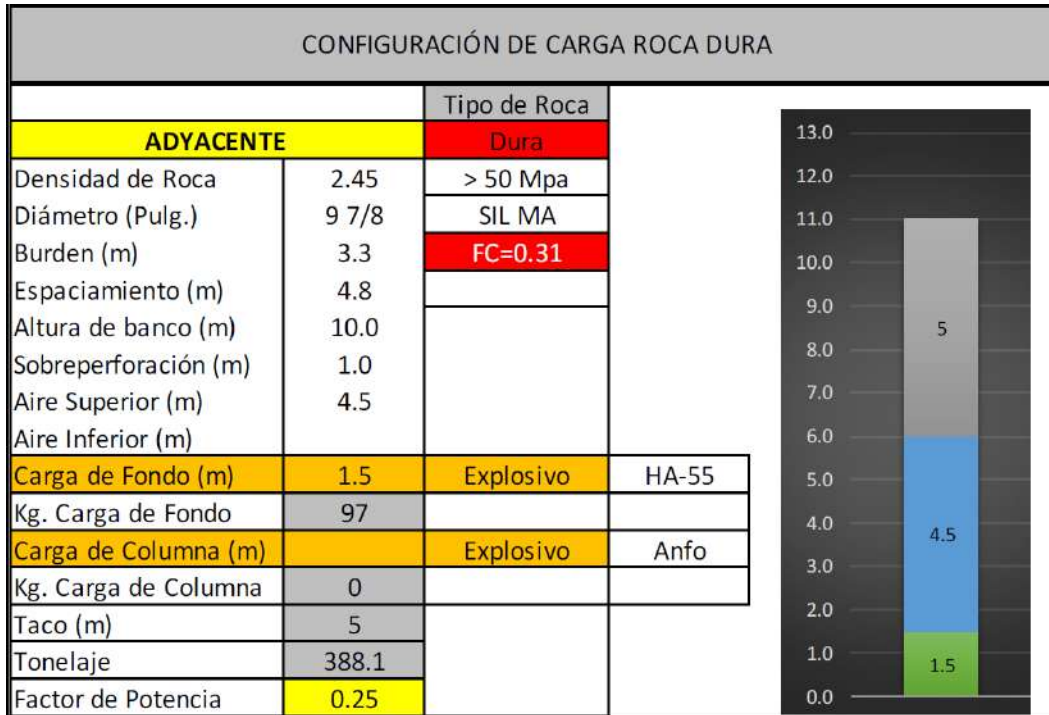 CONFIGURACIÓN DE CARGA ROCA DURA
Tipo de Roca
ADYACENTE Dura
Densidad de Roca 2.45 > 50 Mpa
Diámetro (Pulg.) 9 7/8 SIL MA
Burden (m) 3.3 FC=0.31
Espaciamiento (m) 4.8
Altura de banco (m) 10.0
Sobreperforación (m) 1.0
Aire Superior (m) 4.5
Aire Inferior (m)
Carga de Fondo (m) 1.5 Explosivo HA-55
Kg. Carga de Fondo 97
Carga de Columna (m) Explosivo Anfo
Kg. Carga de Columna 0
Taco (m) 5
Tonelaje 388.1
Factor de Potencia 0.25
13.0
12.0
11.0
10.0
9.0
5
8.0
7.0
6.0
5.0
4.0
4.5
3.0
2.0
1.0
1.5
0.0